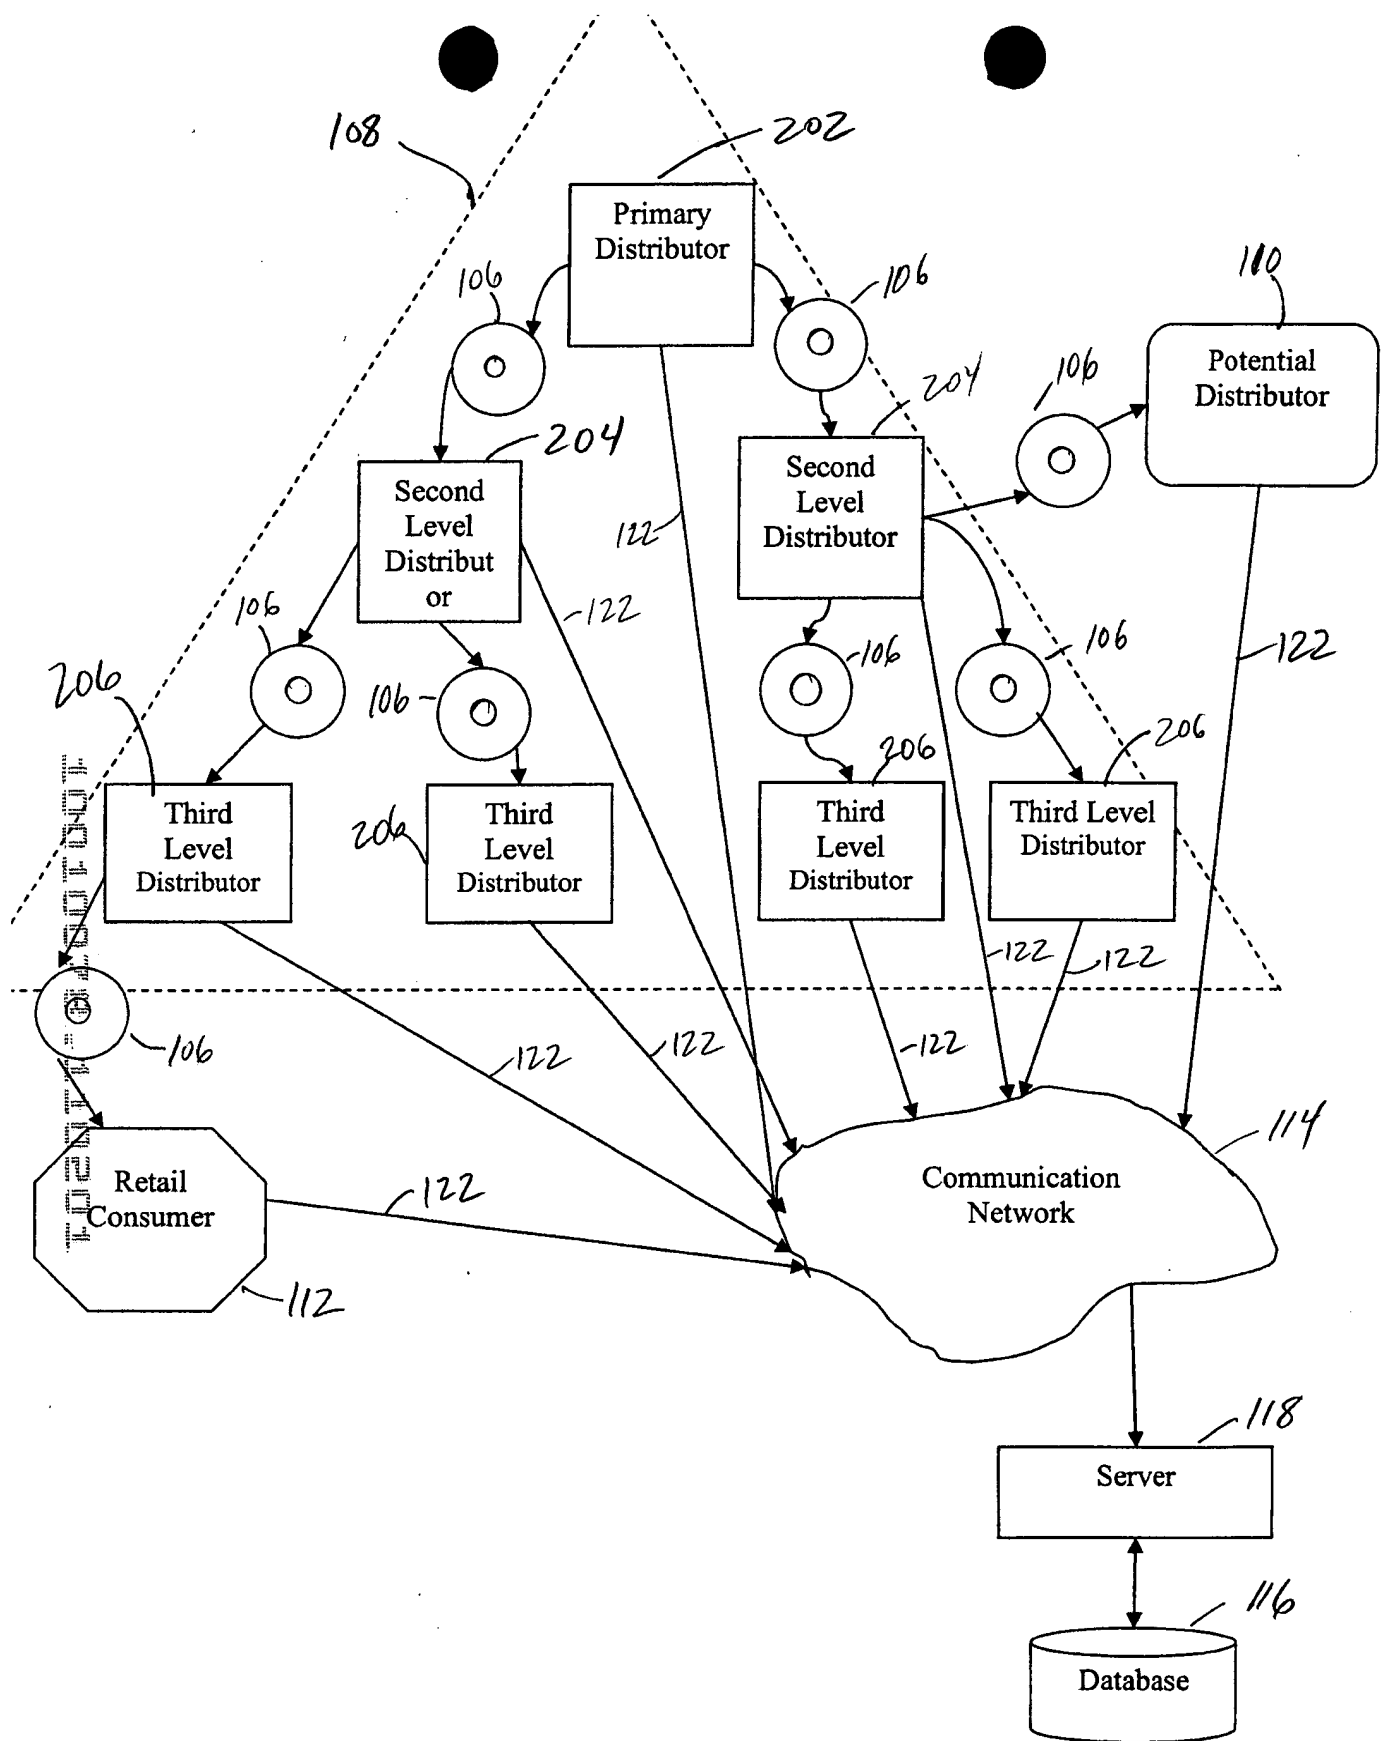 108
202
Primary
Distributor
106
106
110
Potential
Distributor
204
106
204
Second
Level
Distribut
or
Second
Level
Distributor
122
122
106
106
106
106
122
206
206
206
Third
Level
Distributor
206
Third
Level
Distributor
Third
Level
Distributor
Third Level
Distributor
122
122
106
122
122
122
114
Communication
Network
Retail
Consumer
122
112
118
Server
116
Database